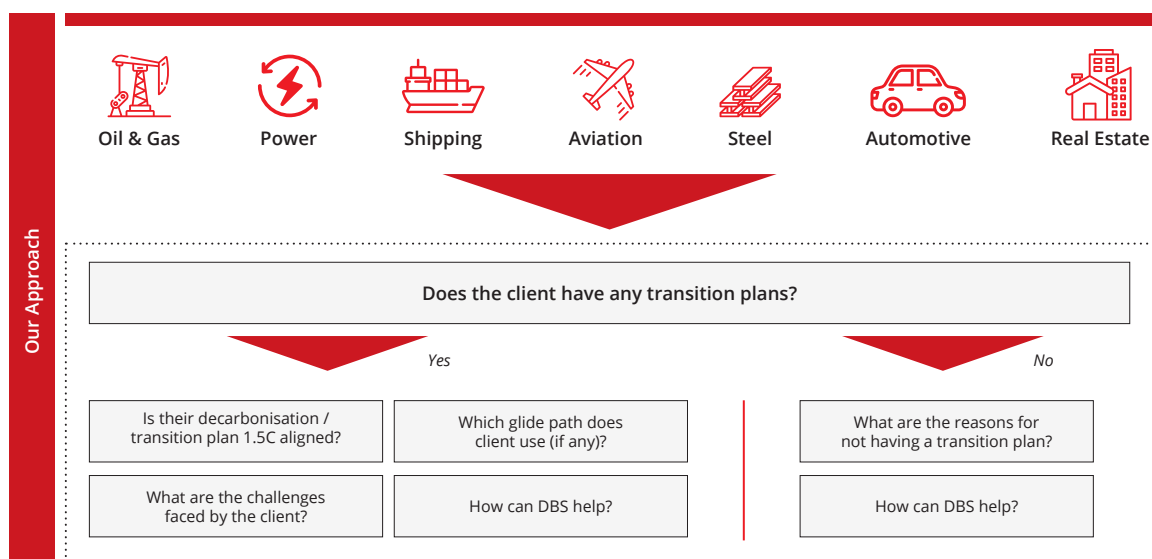 Our Approach
Oil & Gas
Power
Shipping
Aviation
Steel
Automotive
Real Estate
Does the client have any transition plans?
Yes
No
Is their decarbonisation /
transition plan 1.5C aligned?
Which glide path does
client use (if any)?
What are the reasons for
not having a transition plan?
What are the challenges
faced by the client?
How can DBS help?
How can DBS help?